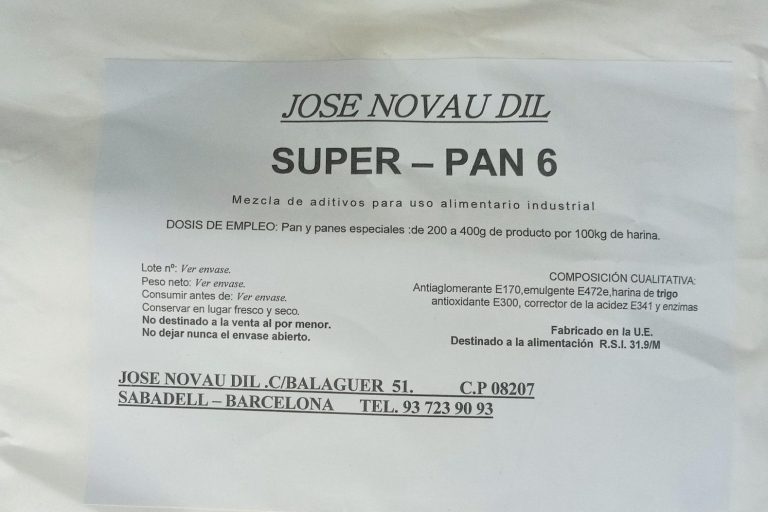 JOSE NOVAU DIL
SUPER – PAN 6
Mezcla de aditivos para uso alimentario industrial
DOSIS DE EMPLEO: Pan y panes especiales :de 200 a 400g de producto por 100kg de harina.
Lote nº: Ver envase.
Peso neto: Ver envase.
Consumir antes de: Ver envase.
Conservar en lugar fresco y seco.
No destinado a la venta al por menor.
No dejar nunca el envase abierto.
COMPOSICIÓN CUALITATIVA:
Antiaglomerante E170,emulgente E472e,harina de trigo
antioxidante E300, corrector de la acidez E341 y enzimas
Fabricado en la U.E.
Destinado a la alimentación R.S.I. 31.9/M
JOSE NOVAU DIL .C/BALAGUER 51. C.P 08207
SABADELL – BARCELONA TEL. 93 723 90 93